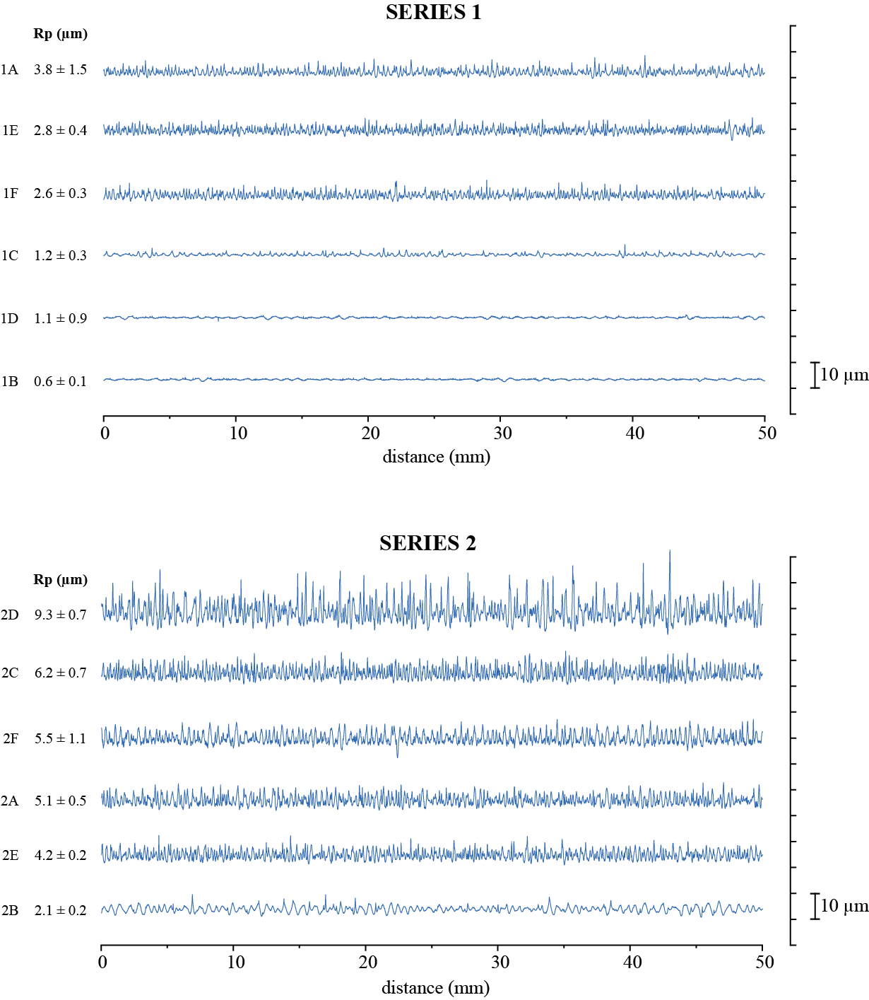 SERIES 1
Rp (µm)
1A 3.8 ± 1.5
1E 2.8 ± 0.4
1F 2.6 ± 0.3
1C 1.2 ± 0.3
1D 1.1 ± 0.9
1B 0.6 ± 0.1
10 µm
0 10 20 30 40 50
distance (mm)
SERIES 2
Rp (µm)
2D 9.3 ± 0.7
2C 6.2 ± 0.7
2F 5.5 ± 1.1
2A 5.1 ± 0.5
2E 4.2 ± 0.2
2B 2.1 ± 0.2
10 µm
0 10 20 30 40 50
distance (mm)